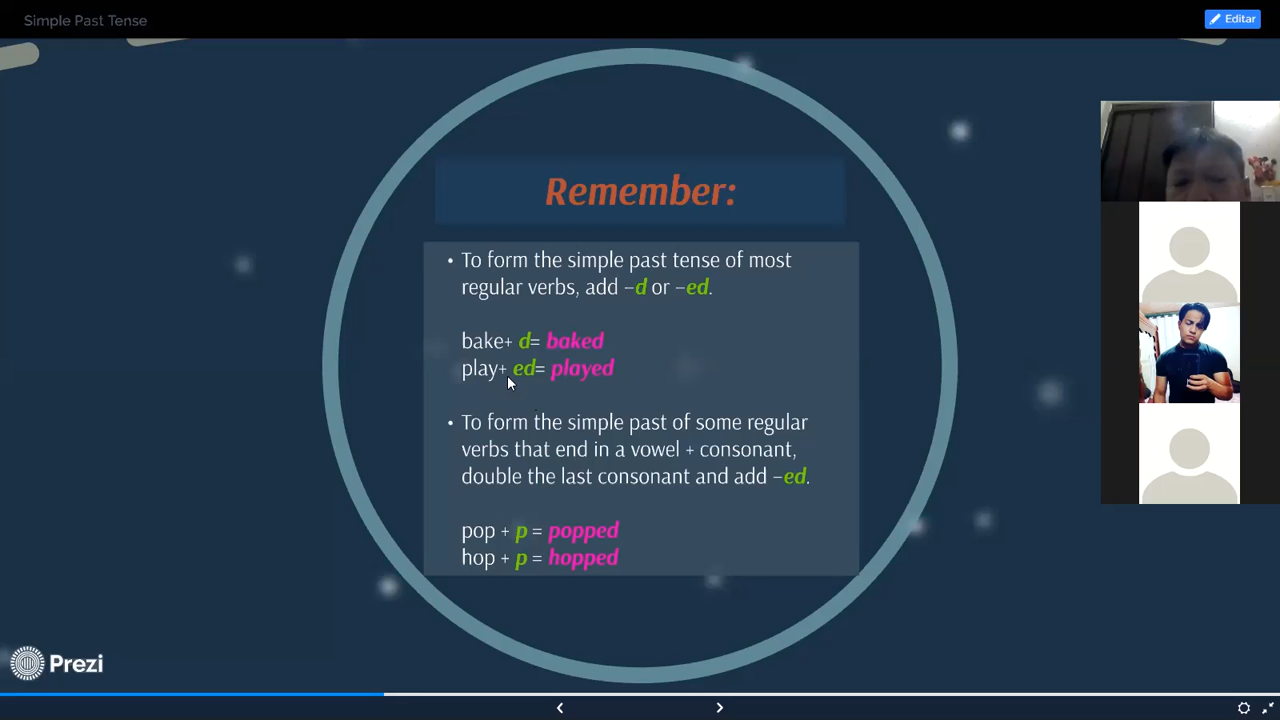 Simple Past Tense
Editar
Remember:
• To form the simple past tense of most
regular verbs, add –d or –ed.
bake+ d= baked
play+ ed= played
• To form the simple past of some regular
verbs that end in a vowel + consonant,
double the last consonant and add –ed.
pop + p = popped
hop + p = hopped
Prezi